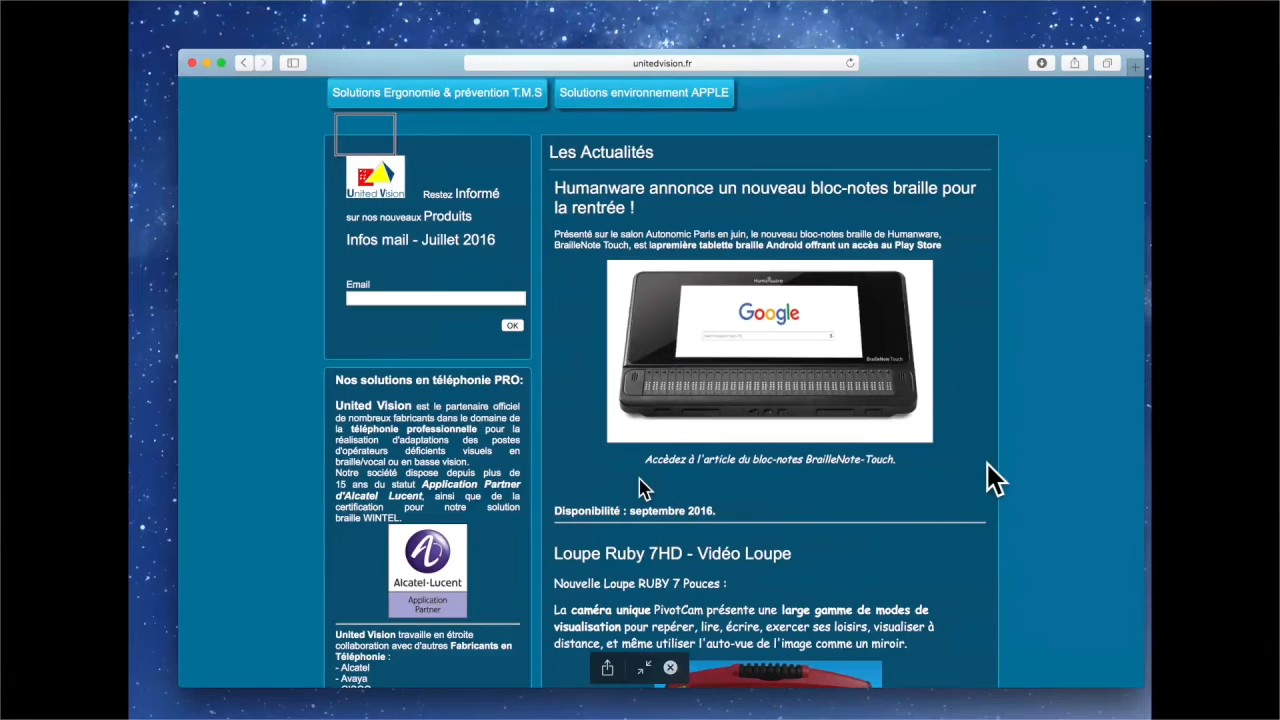 unitedvision.fr
Solutions Ergonomie & prévention T.M.S
Solutions environnement APPLE
United Vision
Restez Informé
sur nos nouveaux Produits
Infos mail - Juillet 2016
Email
OK
Nos solutions en téléphonie PRO:
United Vision est le partenaire officiel
de nombreux fabricants dans le domaine de
la téléphonie professionnelle pour la
réalisation d'adaptations des postes
d'opérateurs déficients visuels en
braille/vocal ou en basse vision.
Notre société dispose depuis plus de
15 ans du statut Application Partner
d'Alcatel Lucent, ainsi que de la
certification pour notre solution
braille WINTEL.
Alcatel·Lucent
Application
Partner
United Vision travaille en étroite
collaboration avec d'autres Fabricants en
Téléphonie :
- Alcatel
- Avaya
- CISCO
Les Actualités
Humanware annonce un nouveau bloc-notes braille pour
la rentrée !
Présenté sur le salon Autonomic Paris en juin, le nouveau bloc-notes braille de Humanware,
BrailleNote Touch, est lapremière tablette braille Android offrant un accès au Play Store
Humanware
Google
BrailleNote Touch
Accèdez à l'article du bloc-notes BrailleNote-Touch.
Disponibilité : septembre 2016.
Loupe Ruby 7HD - Vidéo Loupe
Nouvelle Loupe RUBY 7 Pouces :
La caméra unique PivotCam présente une large gamme de modes de
visualisation pour repérer, lire, écrire, exercer ses loisirs, visualiser à
distance, et même utiliser l'auto-vue de l'image comme un miroir.